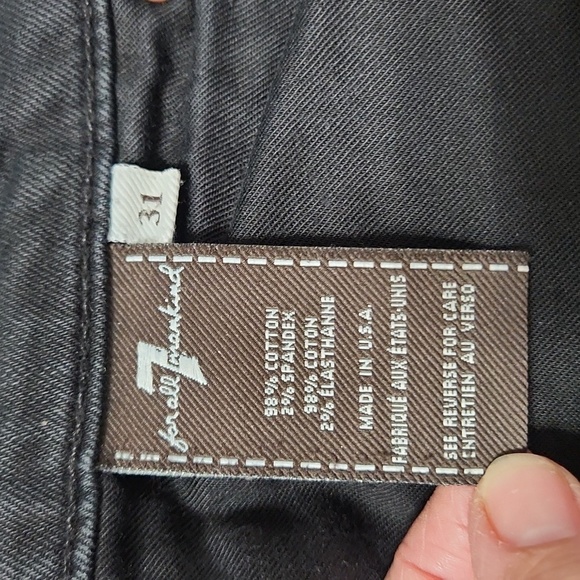 31
7
for all mankind
98% COTTON
2% SPANDEX
98% COTON
2% ÉLASTHANNE
MADE IN U.S.A.
FABRIQUÉ AUX ÉTATS-UNIS
SEE REVERSE FOR CARE
ENTRETIEN AU VERSO